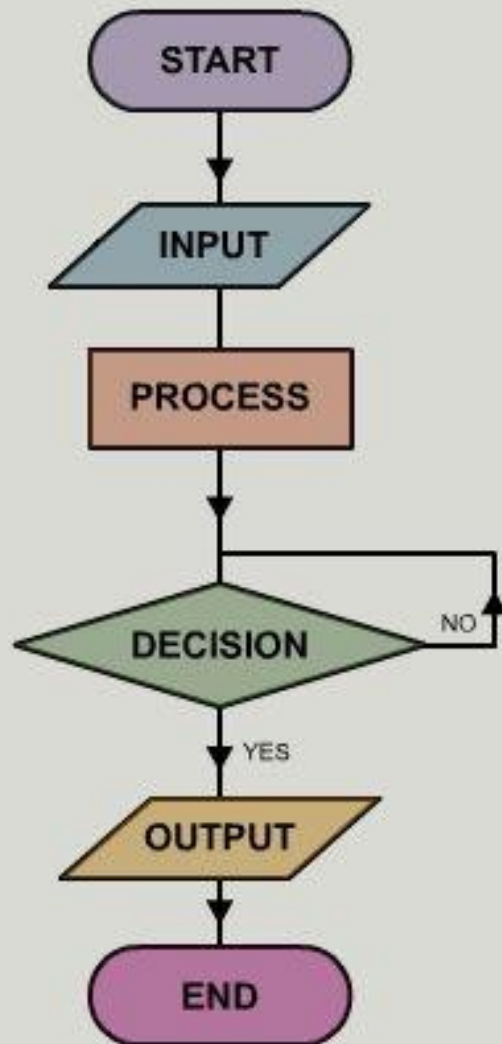 START
INPUT
PROCESS
DECISION
NO
YES
OUTPUT
END